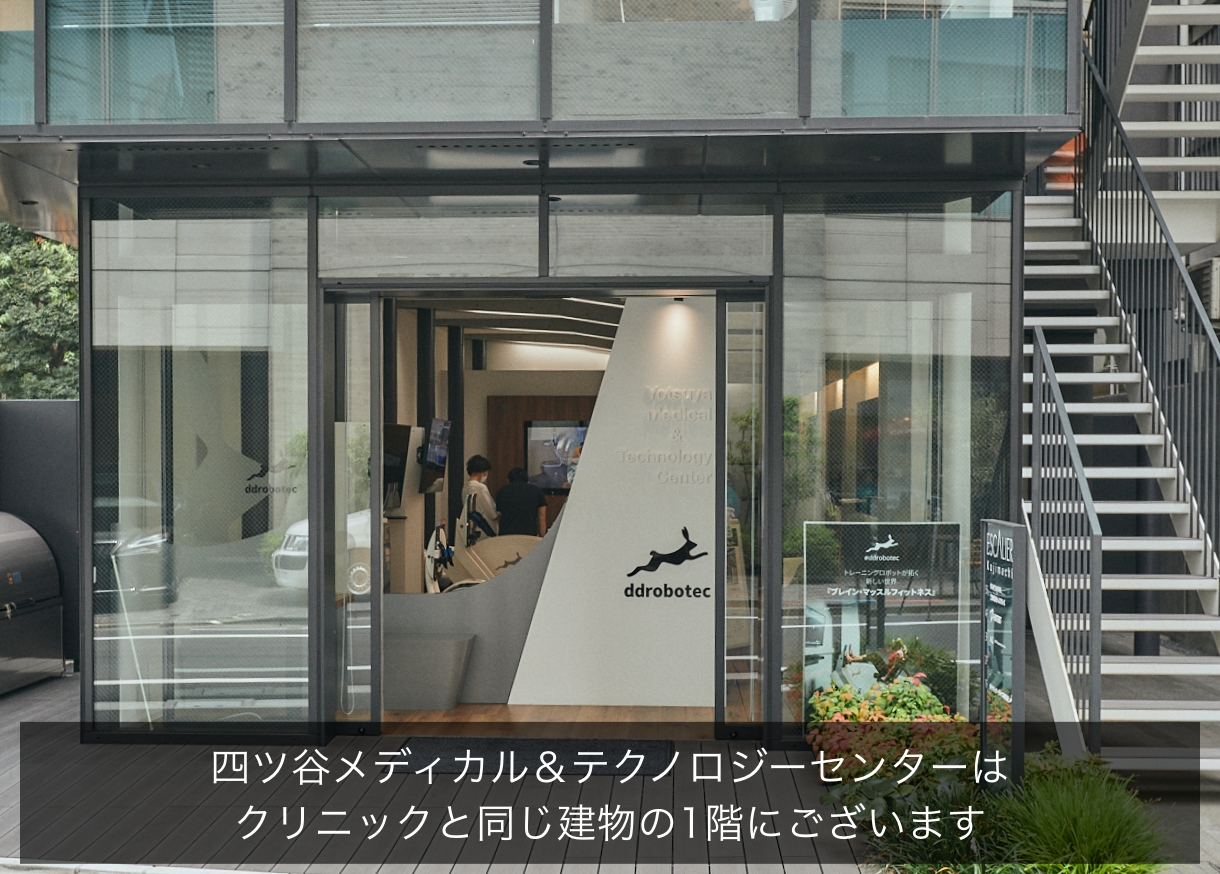 Yotsuya
Medical
&
Technology
Center
ddrobotec
ddrobotec
ddrobotec
トレーニングロボットが拓く
新しい世界
『ブレイン・マッスルフィットネス』
ESCALIER
Kojimachi
四ツ谷メディカル＆テクノロジーセンターは
クリニックと同じ建物の1階にございます